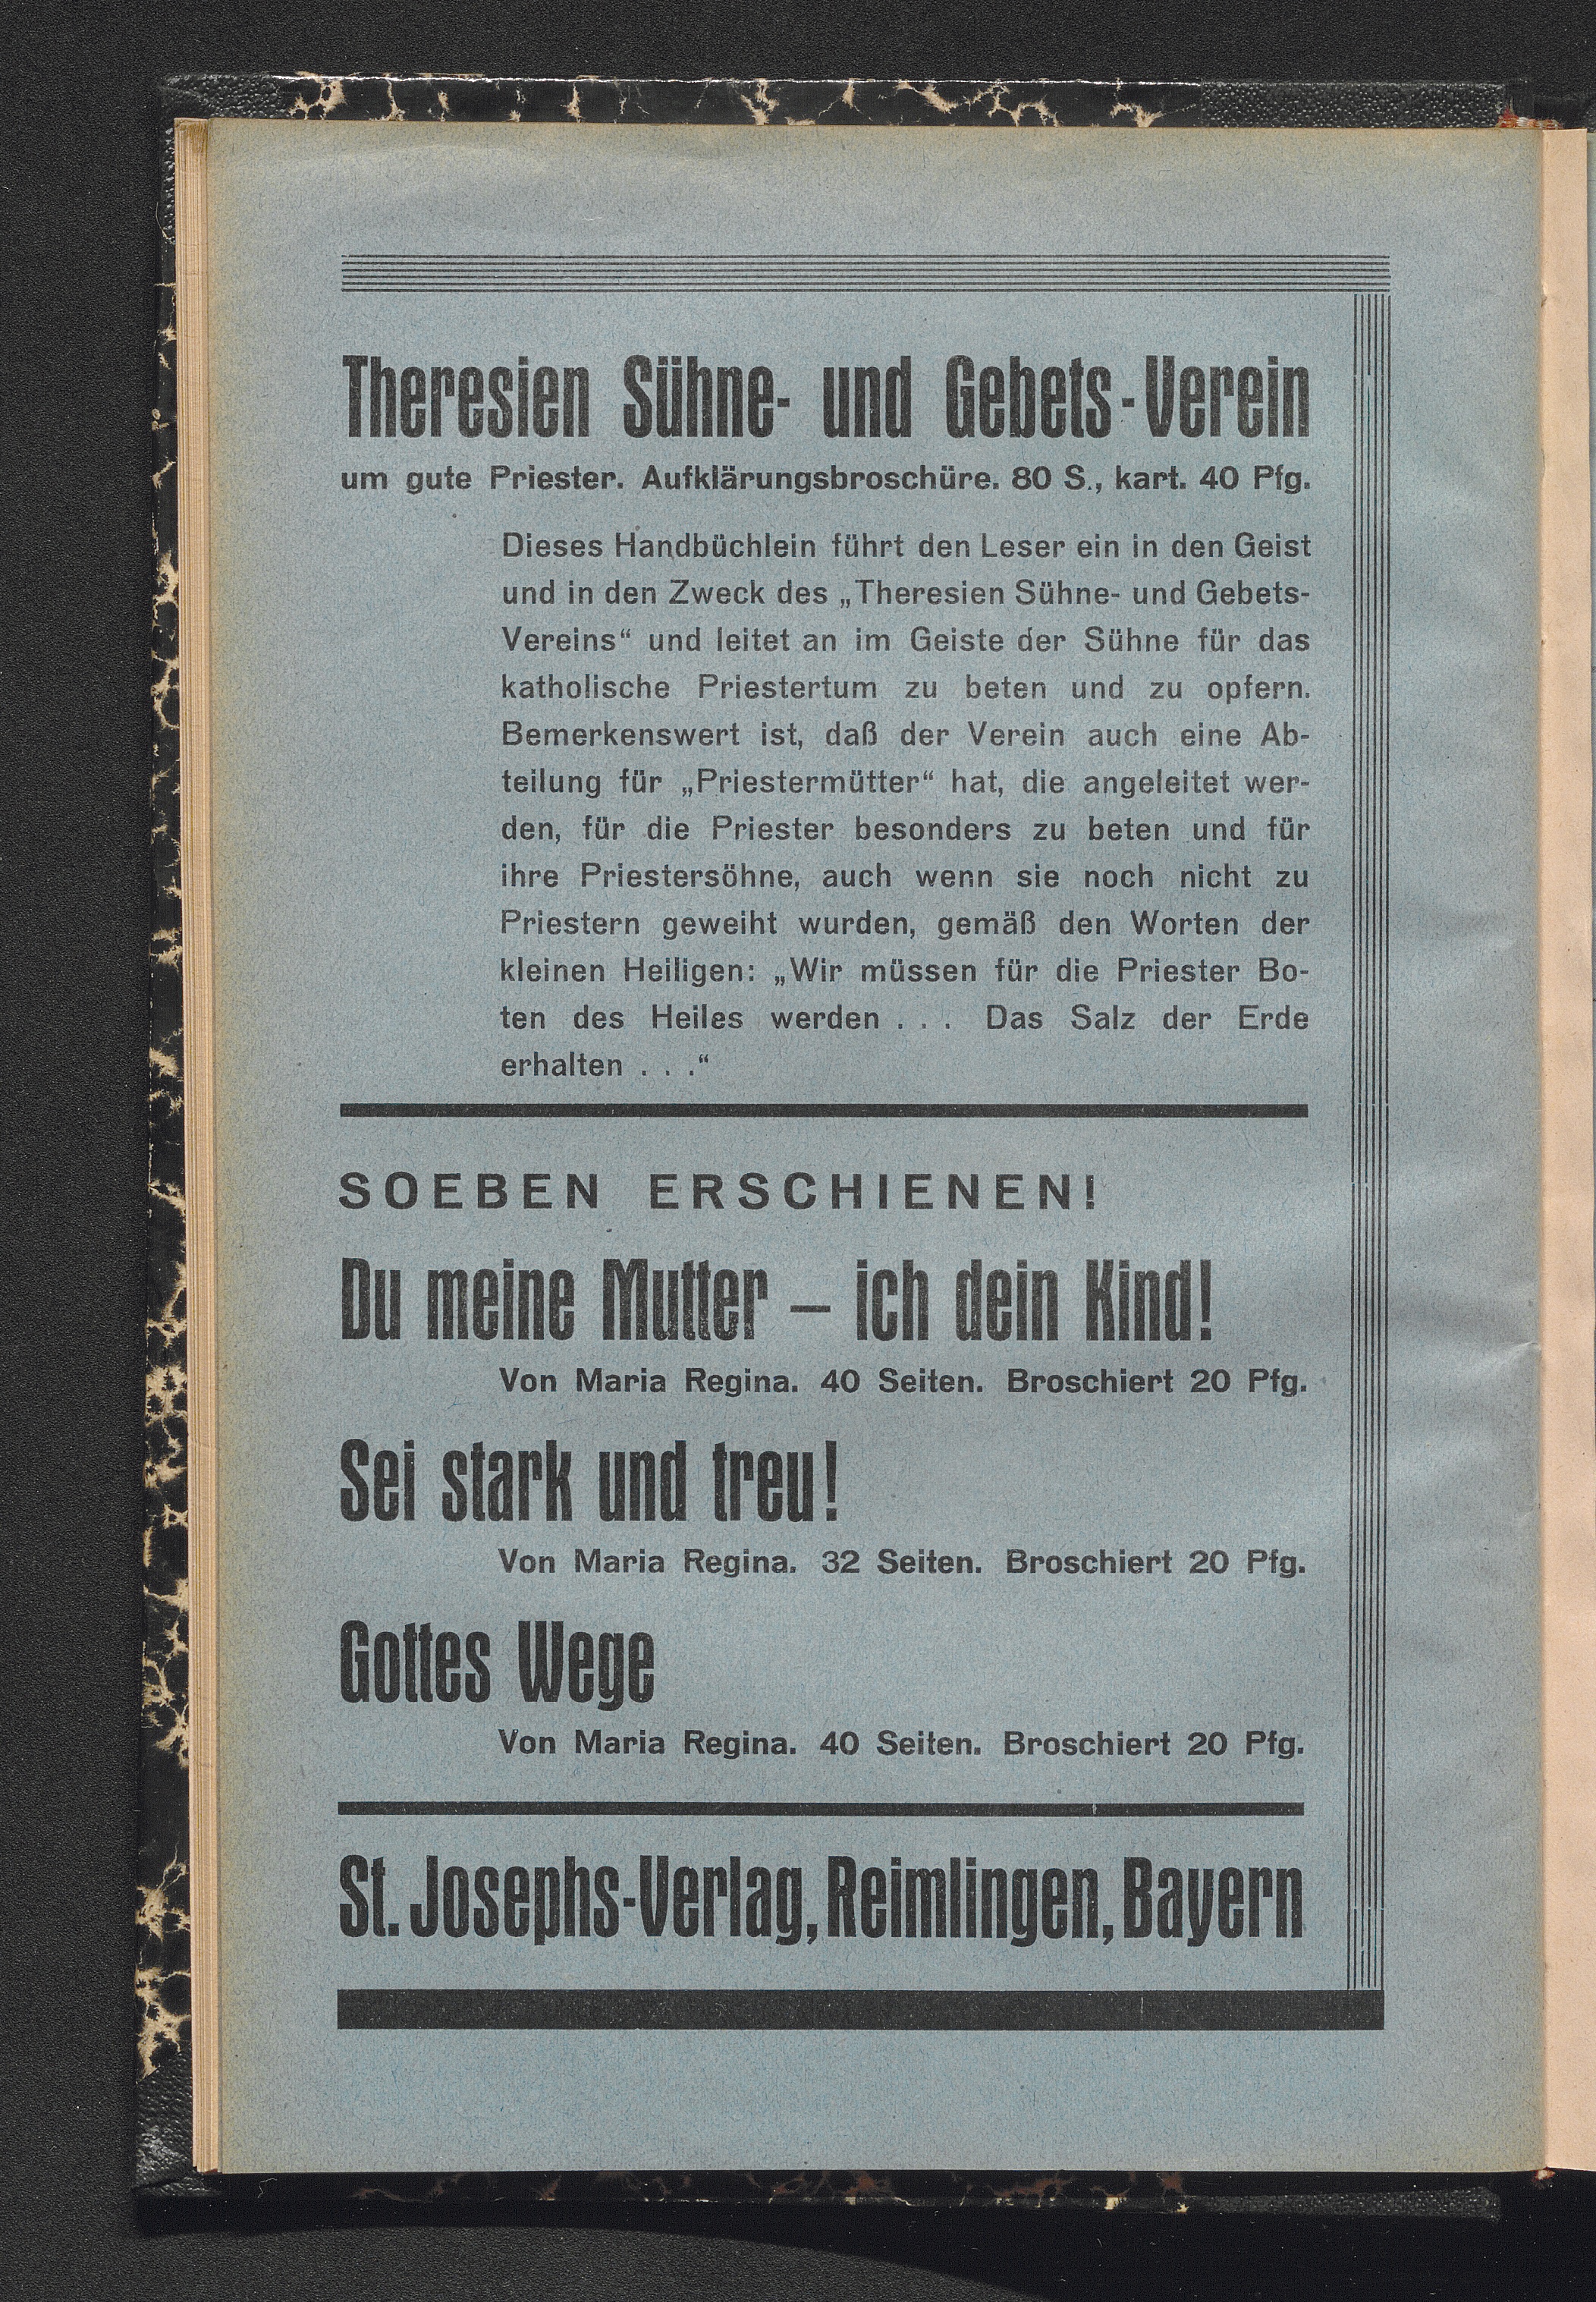 Theresien Sühne- und Gebets-Verein
um gute Priester. Aufklärungsbroschüre. 80 S., kart. 40 Pfg.
Dieses Handbüchlein führt den Leser ein in den Geist
und in den Zweck des „Theresien Sühne- und Gebets-
Vereins“ und leitet an im Geiste der Sühne für das
katholische Priestertum zu beten und zu opfern.
Bemerkenswert ist, daß der Verein auch eine Ab-
teilung für „Priestermütter“ hat, die angeleitet wer-
den, für die Priester besonders zu beten und für
ihre Priestersöhne, auch wenn sie noch nicht zu
Priestern geweiht wurden, gemäß den Worten der
kleinen Heiligen: „Wir müssen für die Priester Bo-
ten des Heiles werden . . . Das Salz der Erde
erhalten . . .“
SOEBEN ERSCHIENEN!
Du meine Mutter – ich dein Kind!
Von Maria Regina. 40 Seiten. Broschiert 20 Pfg.
Sei stark und treu!
Von Maria Regina. 32 Seiten. Broschiert 20 Pfg.
Gottes Wege
Von Maria Regina. 40 Seiten. Broschiert 20 Pfg.
St. Josephs-Verlag, Reimlingen, Bayern